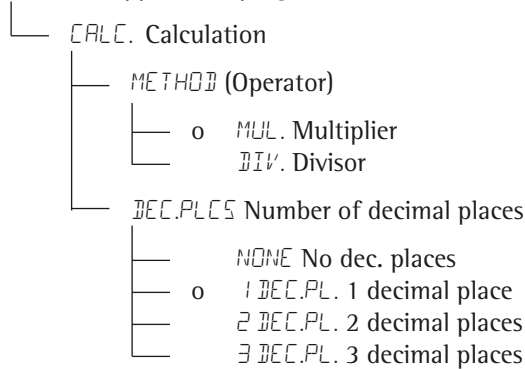 CALC. Calculation
METHOD (Operator)
o MUL. Multiplier
DIV. Divisor
DEC.PLCS Number of decimal places
NONE No dec. places
o 1 DEC.PL. 1 decimal place
2 DEC.PL. 2 decimal places
3 DEC.PL. 3 decimal places